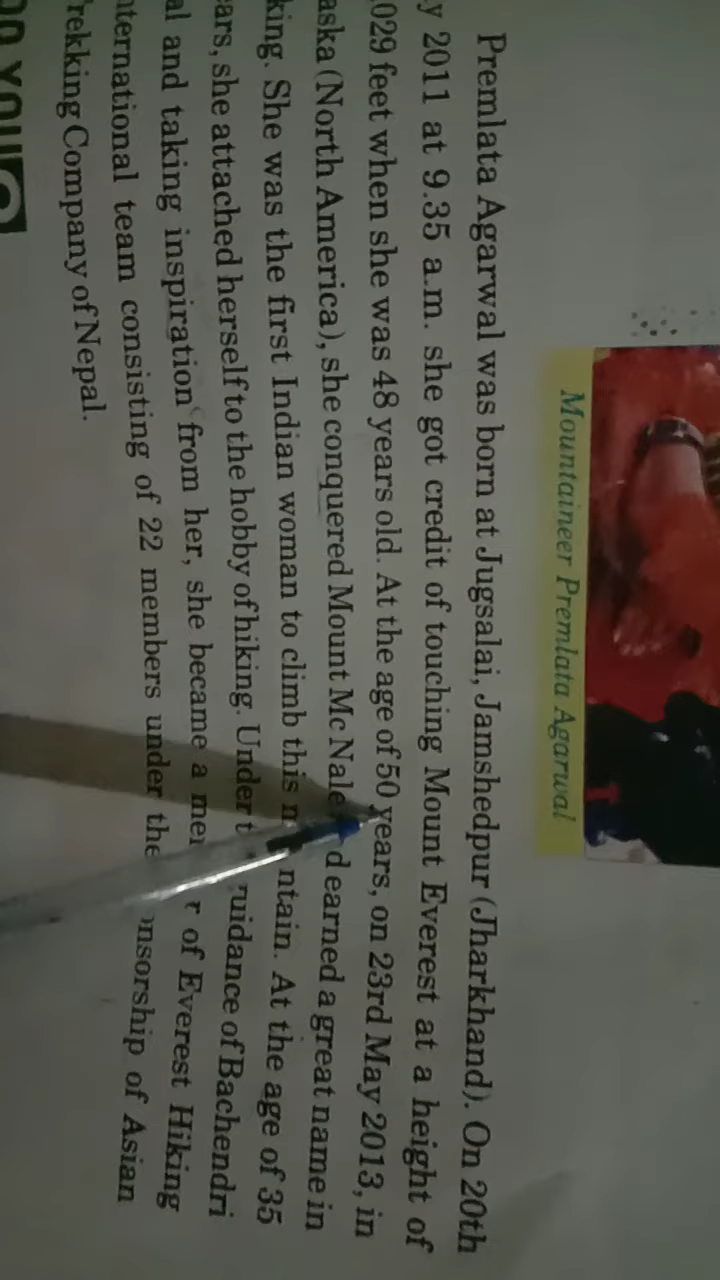 Mountaineer Premlata Agarwal
Premlata Agarwal was born at Jugsalai, Jamshedpur (Jharkhand). On 20th
y 2011 at 9.35 a.m. she got credit of touching Mount Everest at a height of
,029 feet when she was 48 years old. At the age of 50 years, on 23rd May 2013, in
aska (North America), she conquered Mount Mc Nale d earned a great name in
king. She was the first Indian woman to climb this ntain. At the age of 35
ears, she attached herself to the hobby of hiking. Under uidance of Bachendri
al and taking inspiration from her, she became a me r of Everest Hiking
nternational team consisting of 22 members under the onsorship of Asian
rekking Company of Nepal.